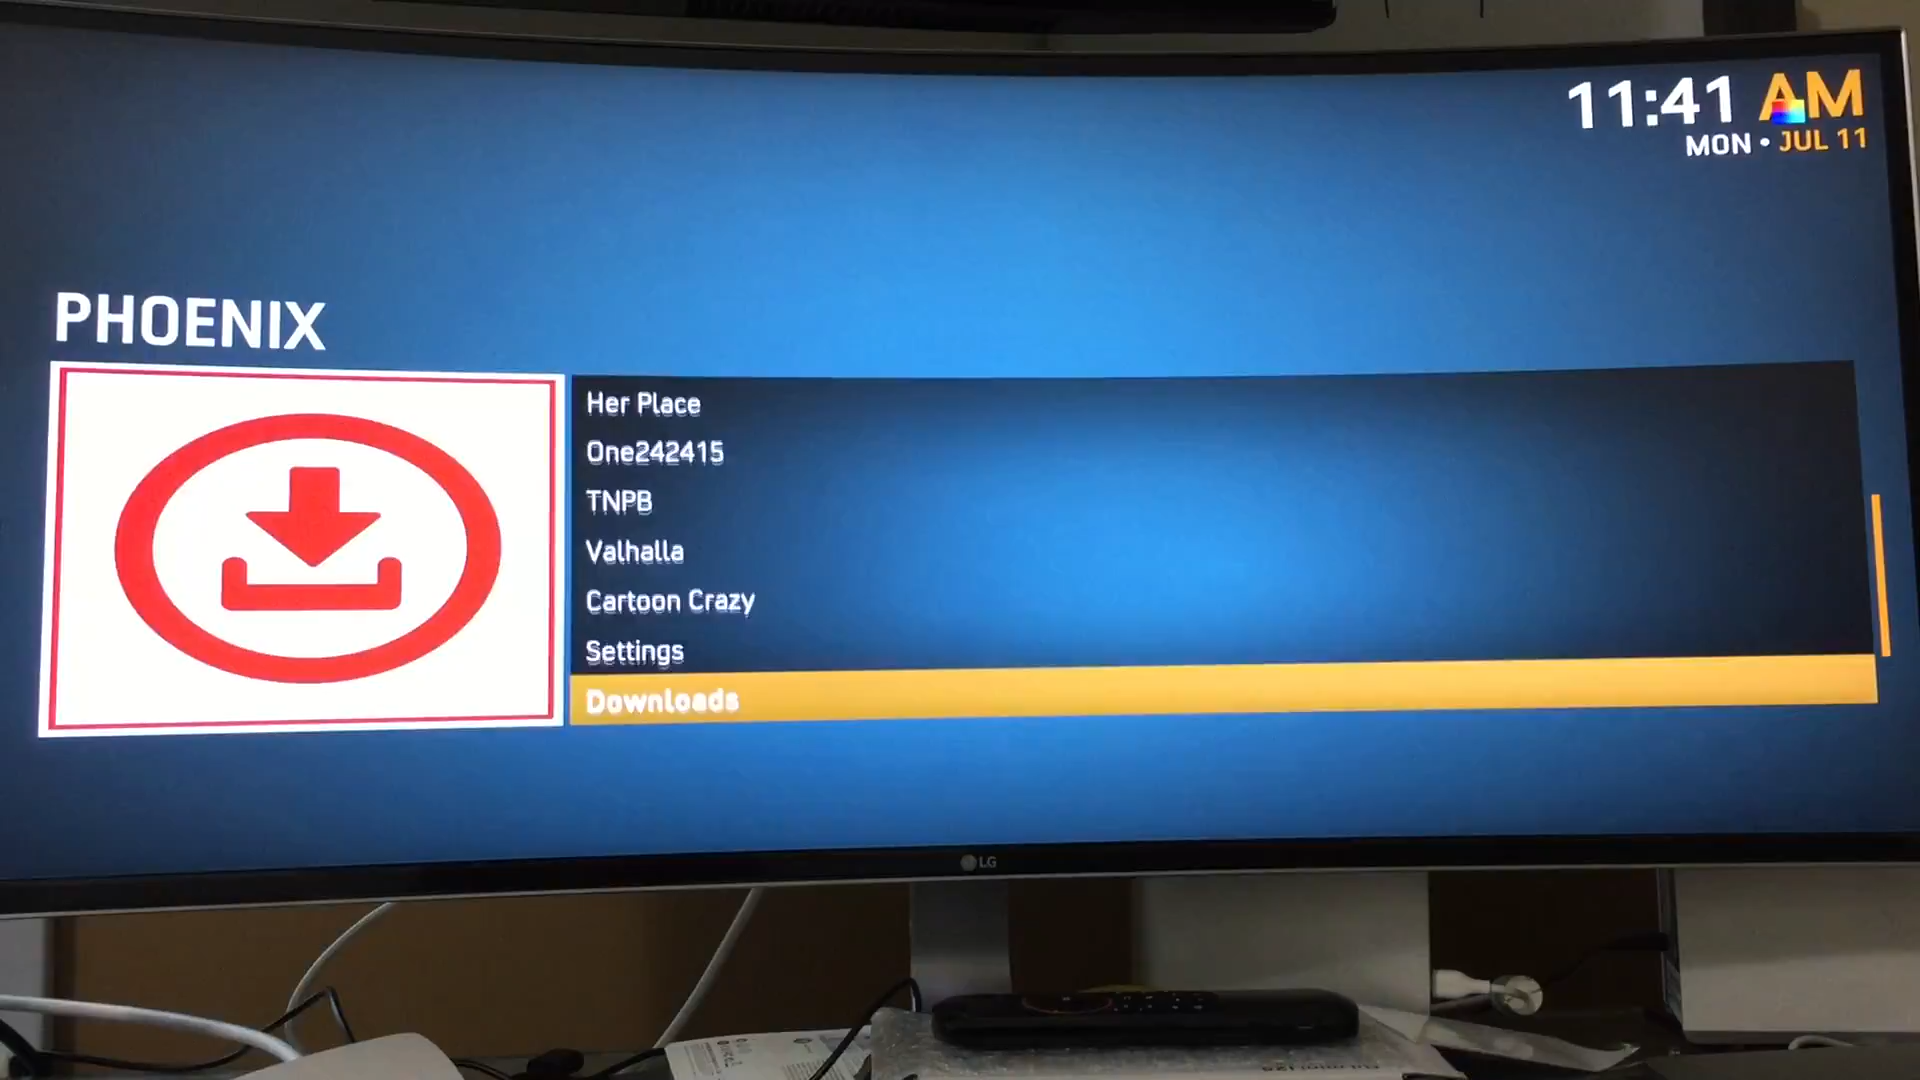 11:41 AM
MON • JUL 11
PHOENIX
Her Place
One242415
TNPB
Valhalla
Cartoon Crazy
Settings
Downloads
LG